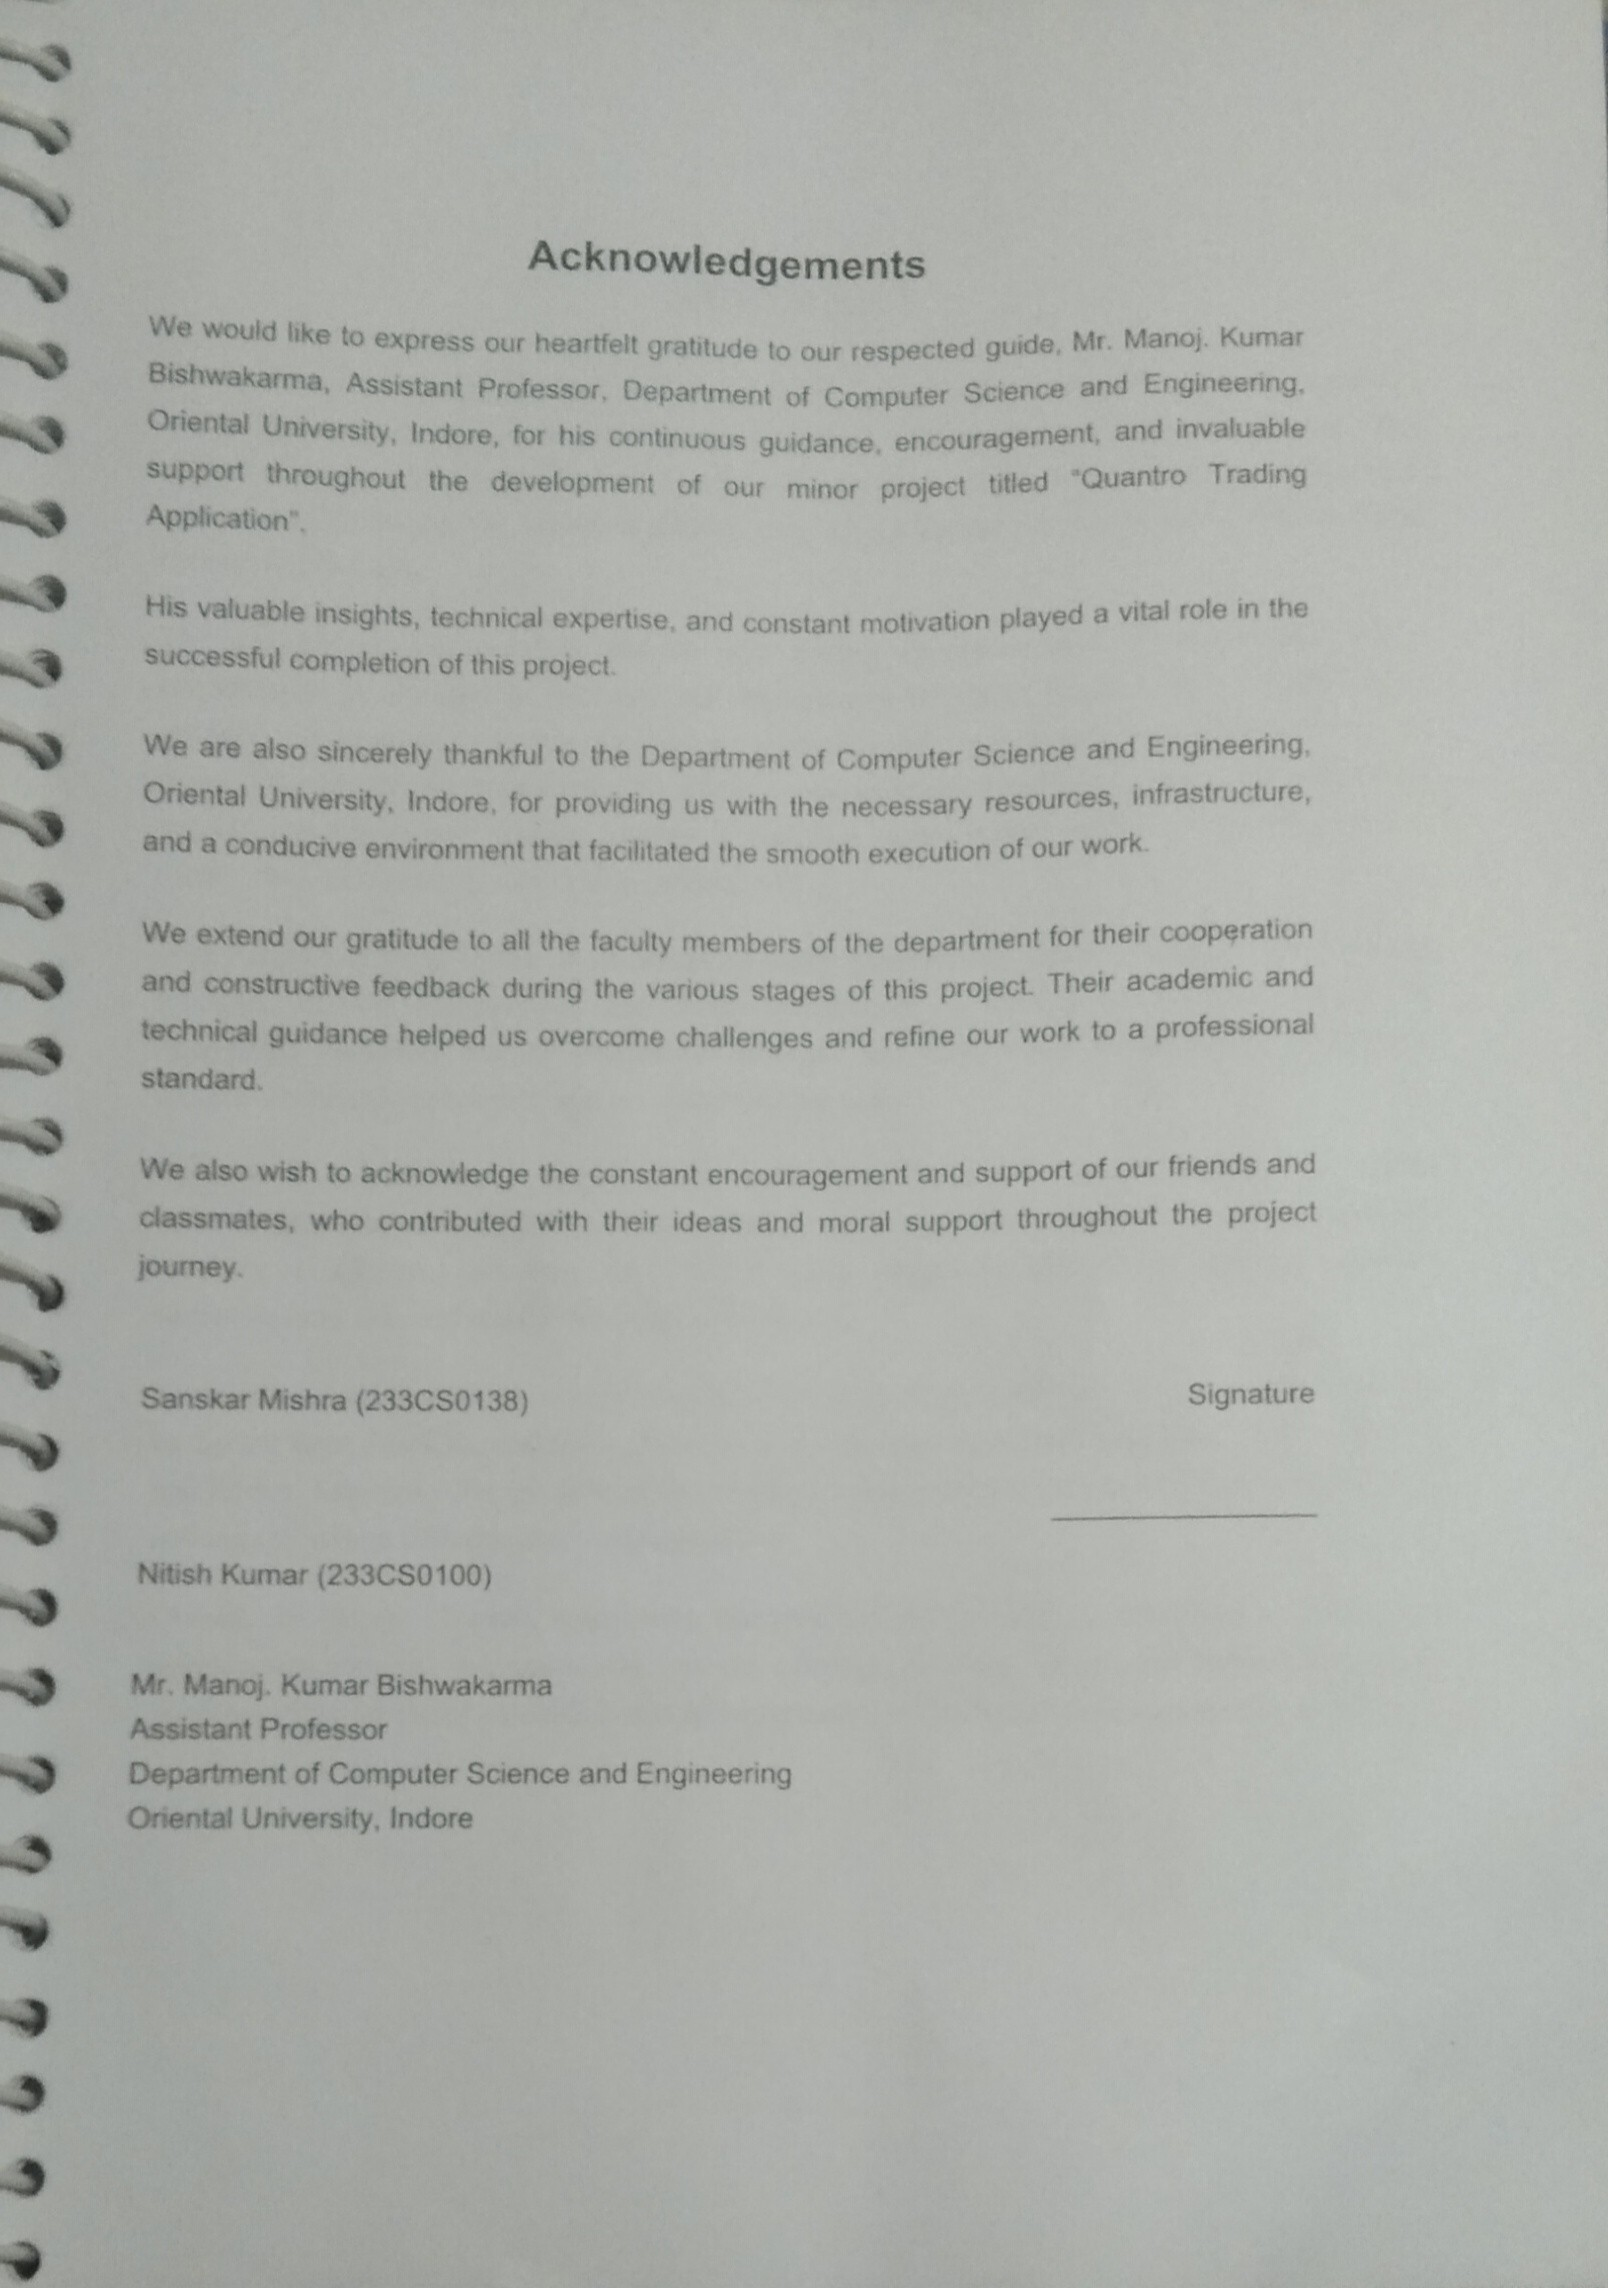 Acknowledgements
We would like to express our heartfelt gratitude to our respected guide, Mr. Manoj. Kumar
Bishwakarma, Assistant Professor, Department of Computer Science and Engineering,
Oriental University, Indore, for his continuous guidance, encouragement, and invaluable
support throughout the development of our minor project titled "Quantro Trading
Application".
His valuable insights, technical expertise, and constant motivation played a vital role in the
successful completion of this project.
We are also sincerely thankful to the Department of Computer Science and Engineering,
Oriental University, Indore, for providing us with the necessary resources, infrastructure,
and a conducive environment that facilitated the smooth execution of our work.
We extend our gratitude to all the faculty members of the department for their cooperation
and constructive feedback during the various stages of this project. Their academic and
technical guidance helped us overcome challenges and refine our work to a professional
standard.
We also wish to acknowledge the constant encouragement and support of our friends and
classmates, who contributed with their ideas and moral support throughout the project
journey.
Sanskar Mishra (233CS0138) Signature
Nitish Kumar (233CS0100)
Mr. Manoj. Kumar Bishwakarma
Assistant Professor
Department of Computer Science and Engineering
Oriental University, Indore